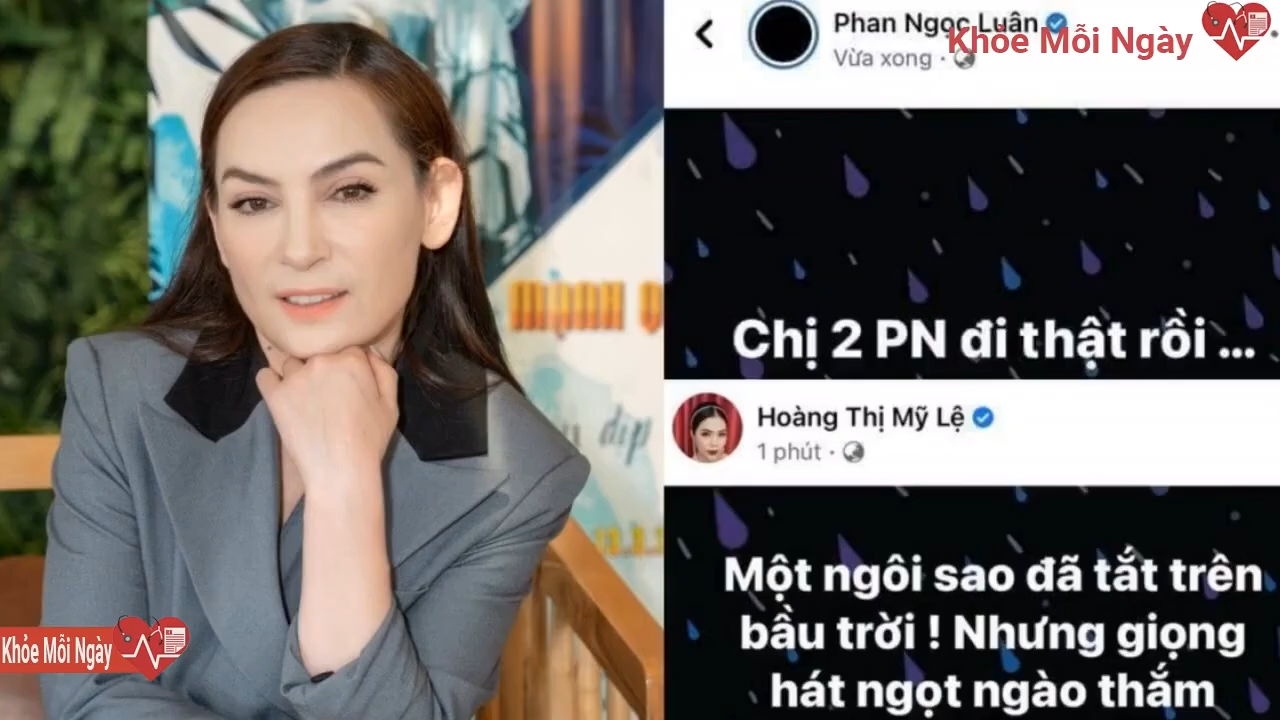 Phan Ngọc Luân
Khỏe Mỗi Ngày
Vừa xong ·
Chị 2 PN đi thật rồi ...
Hoàng Thị Mỹ Lệ
1 phút ·
Một ngôi sao đã tắt trên
bầu trời ! Nhưng giọng
hát ngọt ngào thắm
dịp
Khỏe Mỗi Ngày